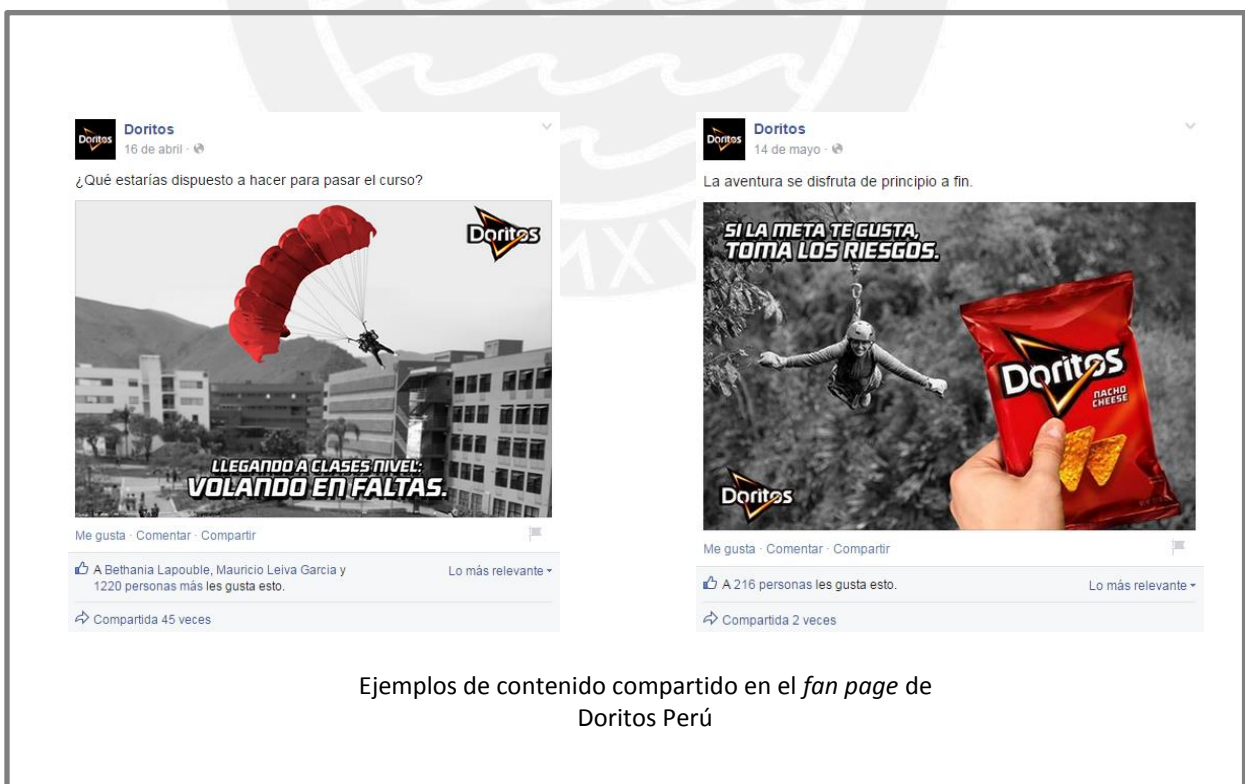 Doritos
Doritos
16 de abril
¿Qué estarías dispuesto a hacer para pasar el curso?
Doritos
LLEGANDO A CLASES NIVEL:
VOLANDO EN FALTAS.
Me gusta · Comentar · Compartir
A Bethania Lapouble, Mauricio Leiva Garcia y
1220 personas más les gusta esto.
Lo más relevante
Compartida 45 veces
Doritos
Doritos
14 de mayo
La aventura se disfruta de principio a fin.
SI LA META TE GUSTA,
TOMA LOS RIESGOS.
Doritos
NACHO
CHEESE
Doritos
Me gusta · Comentar · Compartir
A 216 personas les gusta esto.
Lo más relevante
Compartida 2 veces
Ejemplos de contenido compartido en el fan page de
Doritos Perú